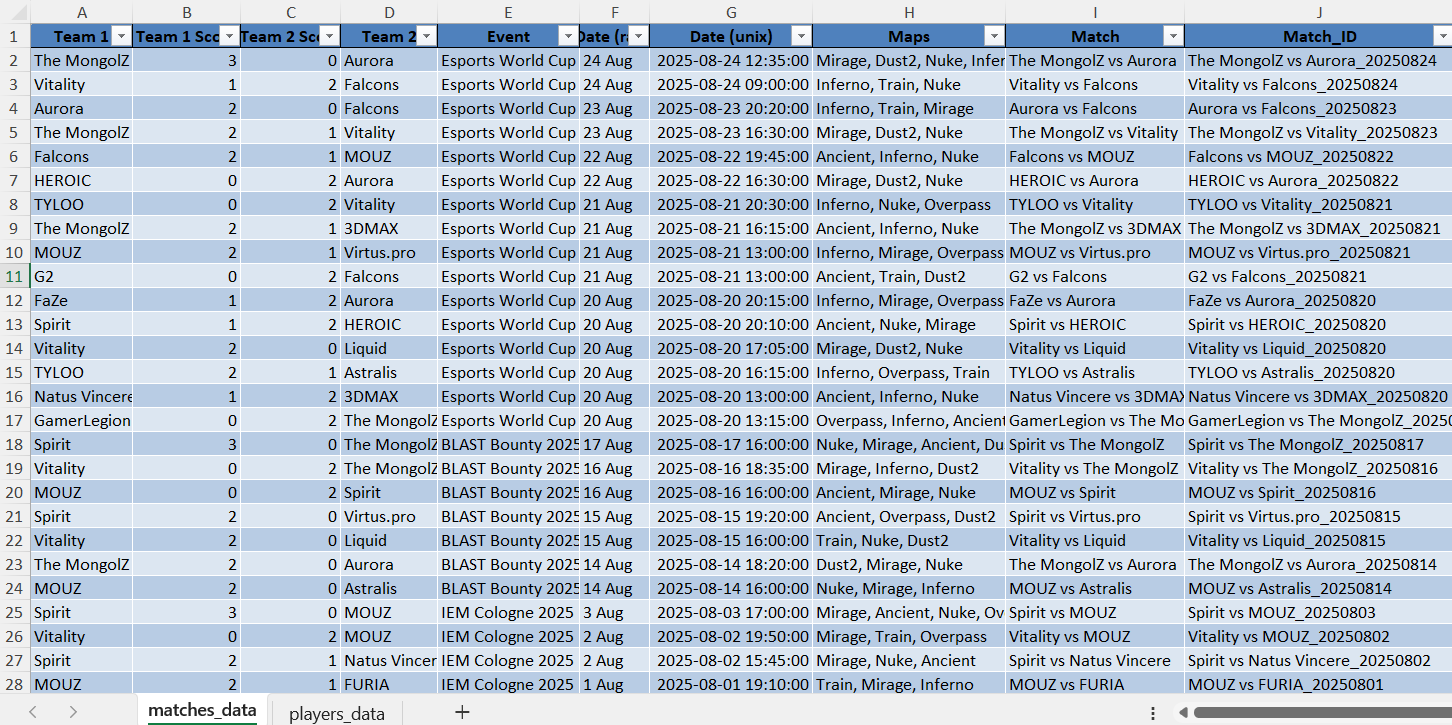 A B C D E F G H I J
1 Team 1 Team 1 Sco Team 2 Sco Team 2 Event Date (ra Date (unix) Maps Match Match_ID
2 The MongolZ 3 0 Aurora Esports World Cup 24 Aug 2025-08-24 12:35:00 Mirage, Dust2, Nuke, Infer The MongolZ vs Aurora The MongolZ vs Aurora_20250824
3 Vitality 1 2 Falcons Esports World Cup 24 Aug 2025-08-24 09:00:00 Inferno, Train, Nuke Vitality vs Falcons Vitality vs Falcons_20250824
4 Aurora 2 0 Falcons Esports World Cup 23 Aug 2025-08-23 20:20:00 Inferno, Train, Mirage Aurora vs Falcons Aurora vs Falcons_20250823
5 The MongolZ 2 1 Vitality Esports World Cup 23 Aug 2025-08-23 16:30:00 Mirage, Dust2, Nuke The MongolZ vs Vitality The MongolZ vs Vitality_20250823
6 Falcons 2 1 MOUZ Esports World Cup 22 Aug 2025-08-22 19:45:00 Ancient, Inferno, Nuke Falcons vs MOUZ Falcons vs MOUZ_20250822
7 HEROIC 0 2 Aurora Esports World Cup 22 Aug 2025-08-22 16:30:00 Mirage, Dust2, Nuke HEROIC vs Aurora HEROIC vs Aurora_20250822
8 TYLOO 0 2 Vitality Esports World Cup 21 Aug 2025-08-21 20:30:00 Inferno, Nuke, Overpass TYLOO vs Vitality TYLOO vs Vitality_20250821
9 The MongolZ 2 1 3DMAX Esports World Cup 21 Aug 2025-08-21 16:15:00 Ancient, Inferno, Nuke The MongolZ vs 3DMAX The MongolZ vs 3DMAX_20250821
10 MOUZ 2 1 Virtus.pro Esports World Cup 21 Aug 2025-08-21 13:00:00 Inferno, Mirage, Overpass MOUZ vs Virtus.pro MOUZ vs Virtus.pro_20250821
11 G2 0 2 Falcons Esports World Cup 21 Aug 2025-08-21 13:00:00 Ancient, Train, Dust2 G2 vs Falcons G2 vs Falcons_20250821
12 FaZe 1 2 Aurora Esports World Cup 20 Aug 2025-08-20 20:15:00 Inferno, Mirage, Overpass FaZe vs Aurora FaZe vs Aurora_20250820
13 Spirit 1 2 HEROIC Esports World Cup 20 Aug 2025-08-20 20:10:00 Ancient, Nuke, Mirage Spirit vs HEROIC Spirit vs HEROIC_20250820
14 Vitality 2 0 Liquid Esports World Cup 20 Aug 2025-08-20 17:05:00 Mirage, Dust2, Nuke Vitality vs Liquid Vitality vs Liquid_20250820
15 TYLOO 2 1 Astralis Esports World Cup 20 Aug 2025-08-20 16:15:00 Inferno, Overpass, Train TYLOO vs Astralis TYLOO vs Astralis_20250820
16 Natus Vincere 1 2 3DMAX Esports World Cup 20 Aug 2025-08-20 13:00:00 Ancient, Inferno, Nuke Natus Vincere vs 3DMAX Natus Vincere vs 3DMAX_20250820
17 GamerLegion 0 2 The MongolZ Esports World Cup 20 Aug 2025-08-20 13:15:00 Overpass, Inferno, Ancient GamerLegion vs The Mo GamerLegion vs The MongolZ_20250
18 Spirit 3 0 The MongolZ BLAST Bounty 2025 17 Aug 2025-08-17 16:00:00 Nuke, Mirage, Ancient, Du Spirit vs The MongolZ Spirit vs The MongolZ_20250817
19 Vitality 0 2 The MongolZ BLAST Bounty 2025 16 Aug 2025-08-16 18:35:00 Mirage, Inferno, Dust2 Vitality vs The MongolZ Vitality vs The MongolZ_20250816
20 MOUZ 0 2 Spirit BLAST Bounty 2025 16 Aug 2025-08-16 16:00:00 Ancient, Mirage, Nuke MOUZ vs Spirit MOUZ vs Spirit_20250816
21 Spirit 2 0 Virtus.pro BLAST Bounty 2025 15 Aug 2025-08-15 19:20:00 Ancient, Overpass, Dust2 Spirit vs Virtus.pro Spirit vs Virtus.pro_20250815
22 Vitality 2 0 Liquid BLAST Bounty 2025 15 Aug 2025-08-15 16:00:00 Train, Nuke, Dust2 Vitality vs Liquid Vitality vs Liquid_20250815
23 The MongolZ 2 0 Aurora BLAST Bounty 2025 14 Aug 2025-08-14 18:20:00 Dust2, Mirage, Nuke The MongolZ vs Aurora The MongolZ vs Aurora_20250814
24 MOUZ 2 0 Astralis BLAST Bounty 2025 14 Aug 2025-08-14 16:00:00 Nuke, Mirage, Inferno MOUZ vs Astralis MOUZ vs Astralis_20250814
25 Spirit 3 0 MOUZ IEM Cologne 2025 3 Aug 2025-08-03 17:00:00 Mirage, Ancient, Nuke, Ov Spirit vs MOUZ Spirit vs MOUZ_20250803
26 Vitality 0 2 MOUZ IEM Cologne 2025 2 Aug 2025-08-02 19:50:00 Mirage, Train, Overpass Vitality vs MOUZ Vitality vs MOUZ_20250802
27 Spirit 2 1 Natus Vincer IEM Cologne 2025 2 Aug 2025-08-02 15:45:00 Mirage, Nuke, Ancient Spirit vs Natus Vincere Spirit vs Natus Vincere_20250802
28 MOUZ 2 1 FURIA IEM Cologne 2025 1 Aug 2025-08-01 19:10:00 Train, Mirage, Inferno MOUZ vs FURIA MOUZ vs FURIA_20250801
matches_data players_data